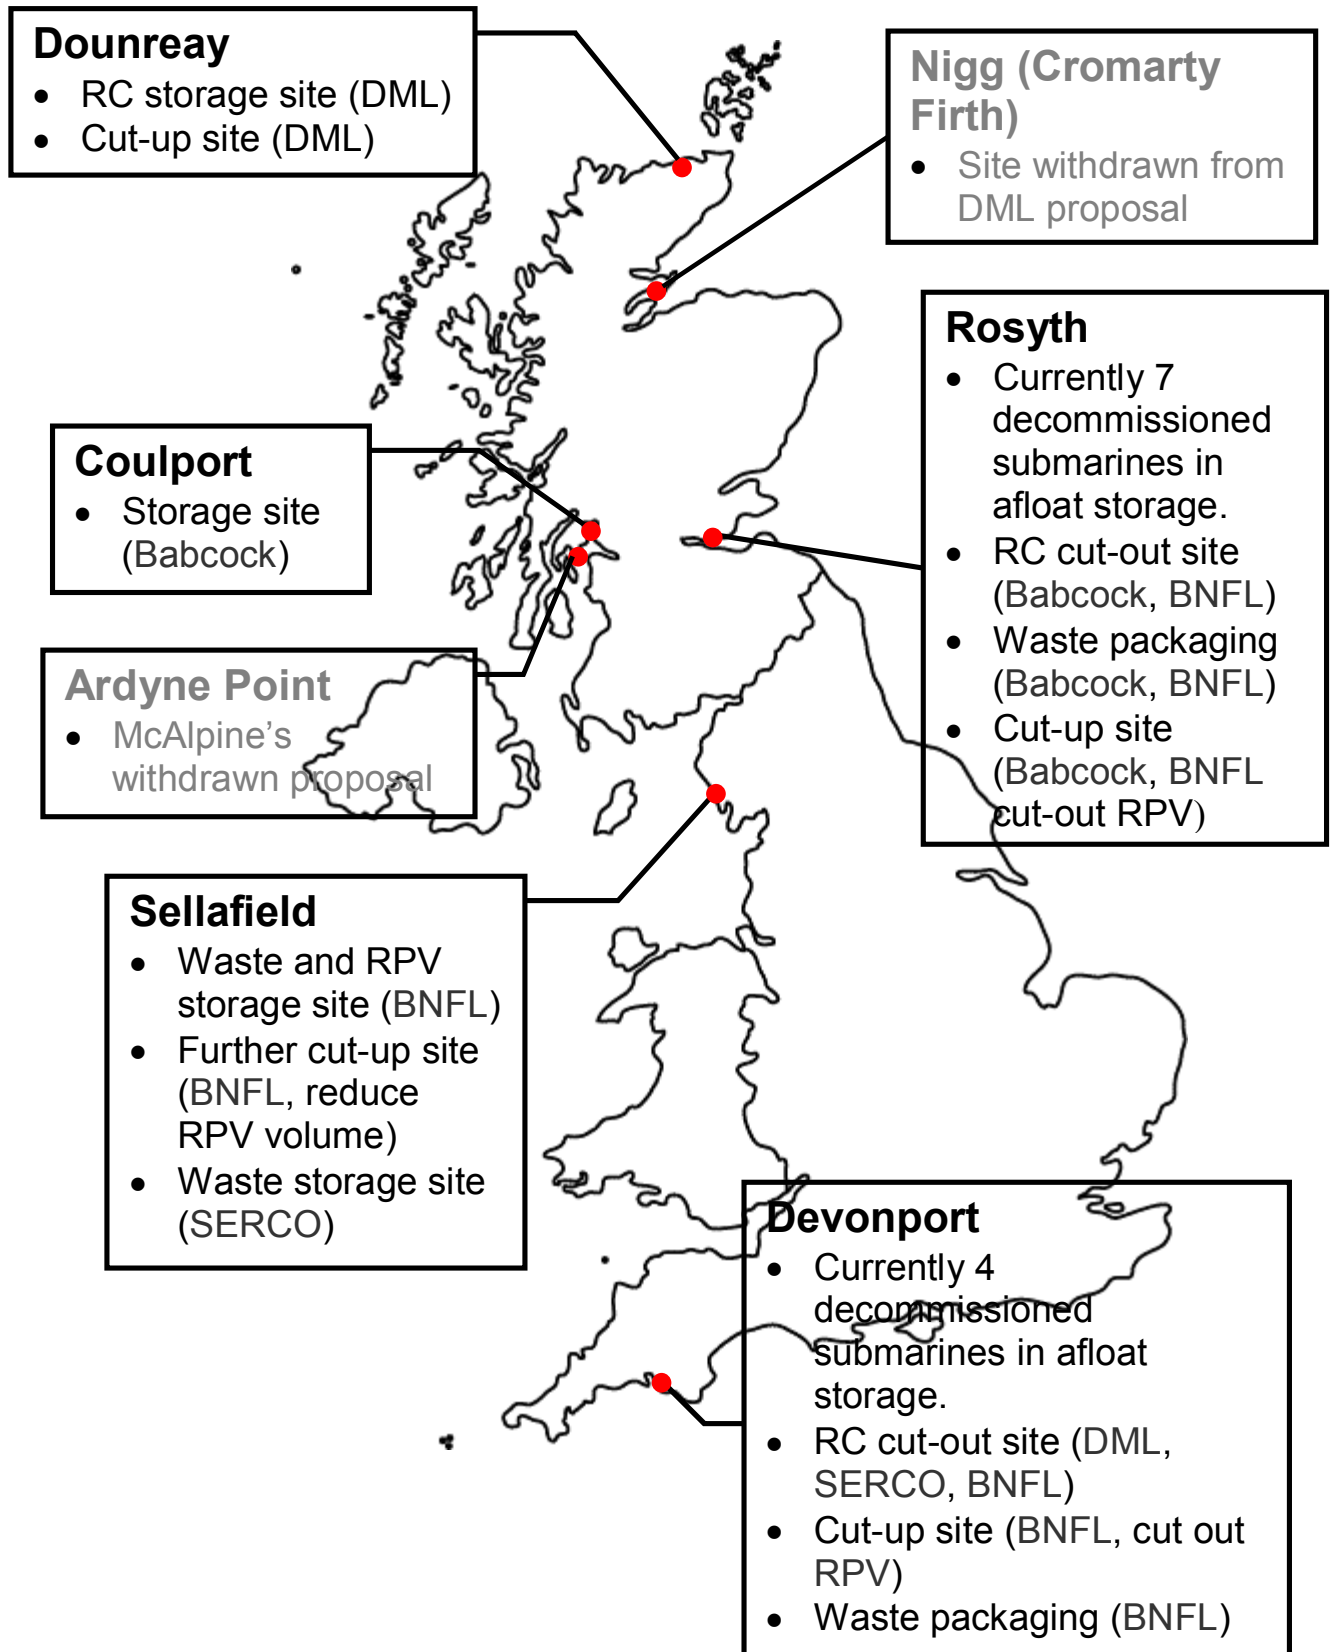 Dounreay
• RC storage site (DML)
• Cut-up site (DML)
Nigg (Cromarty
Firth)
• Site withdrawn from
DML proposal
Rosyth
• Currently 7
decommissioned
submarines in
afloat storage.
• RC cut-out site
(Babcock, BNFL)
• Waste packaging
(Babcock, BNFL)
• Cut-up site
(Babcock, BNFL
cut-out RPV)
Coulport
• Storage site
(Babcock)
Ardyne Point
• McAlpine’s
withdrawn proposal
Sellafield
• Waste and RPV
storage site (BNFL)
• Further cut-up site
(BNFL, reduce
RPV volume)
• Waste storage site
(SERCO)
Devonport
• Currently 4
decommissioned
submarines in afloat
storage.
• RC cut-out site (DML,
SERCO, BNFL)
• Cut-up site (BNFL, cut out
RPV)
• Waste packaging (BNFL)